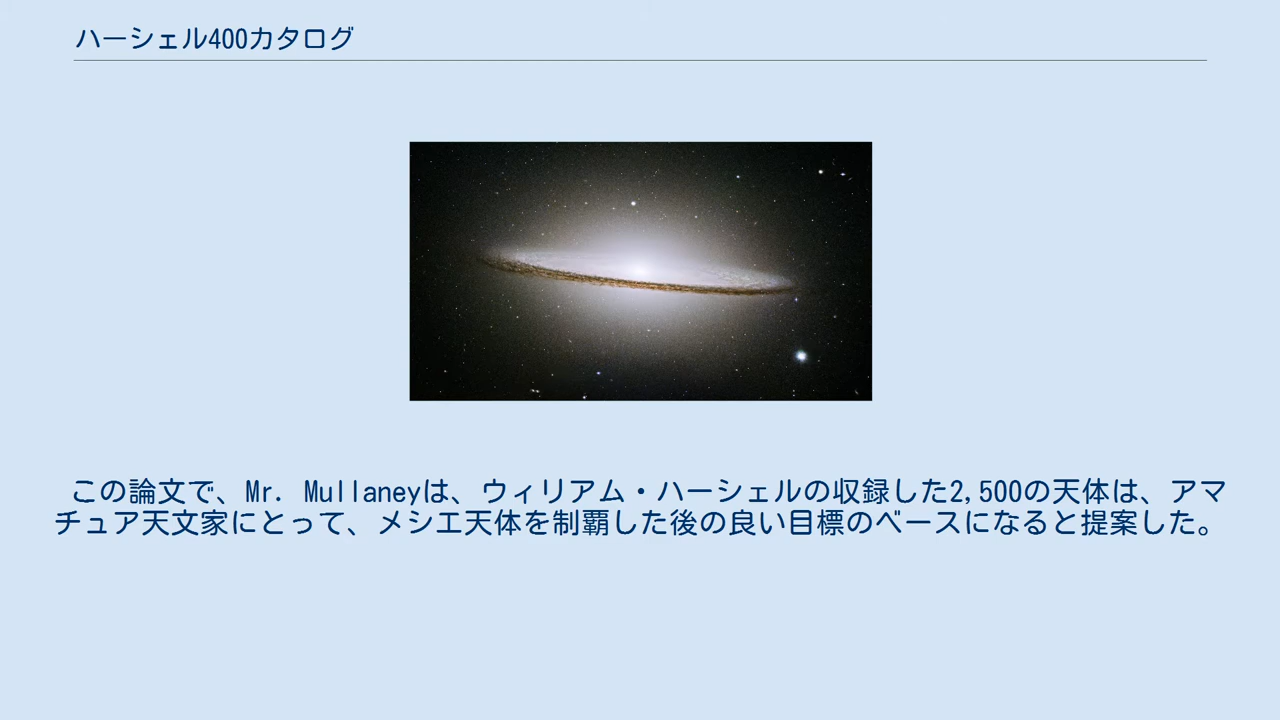 ハーシェル400カタログ
この論文で、Mr. Mullaneyは、ウィリアム・ハーシェルの収録した2,500の天体は、アマ
チュア天文家にとって、メシエ天体を制覇した後の良い目標のベースになると提案した。